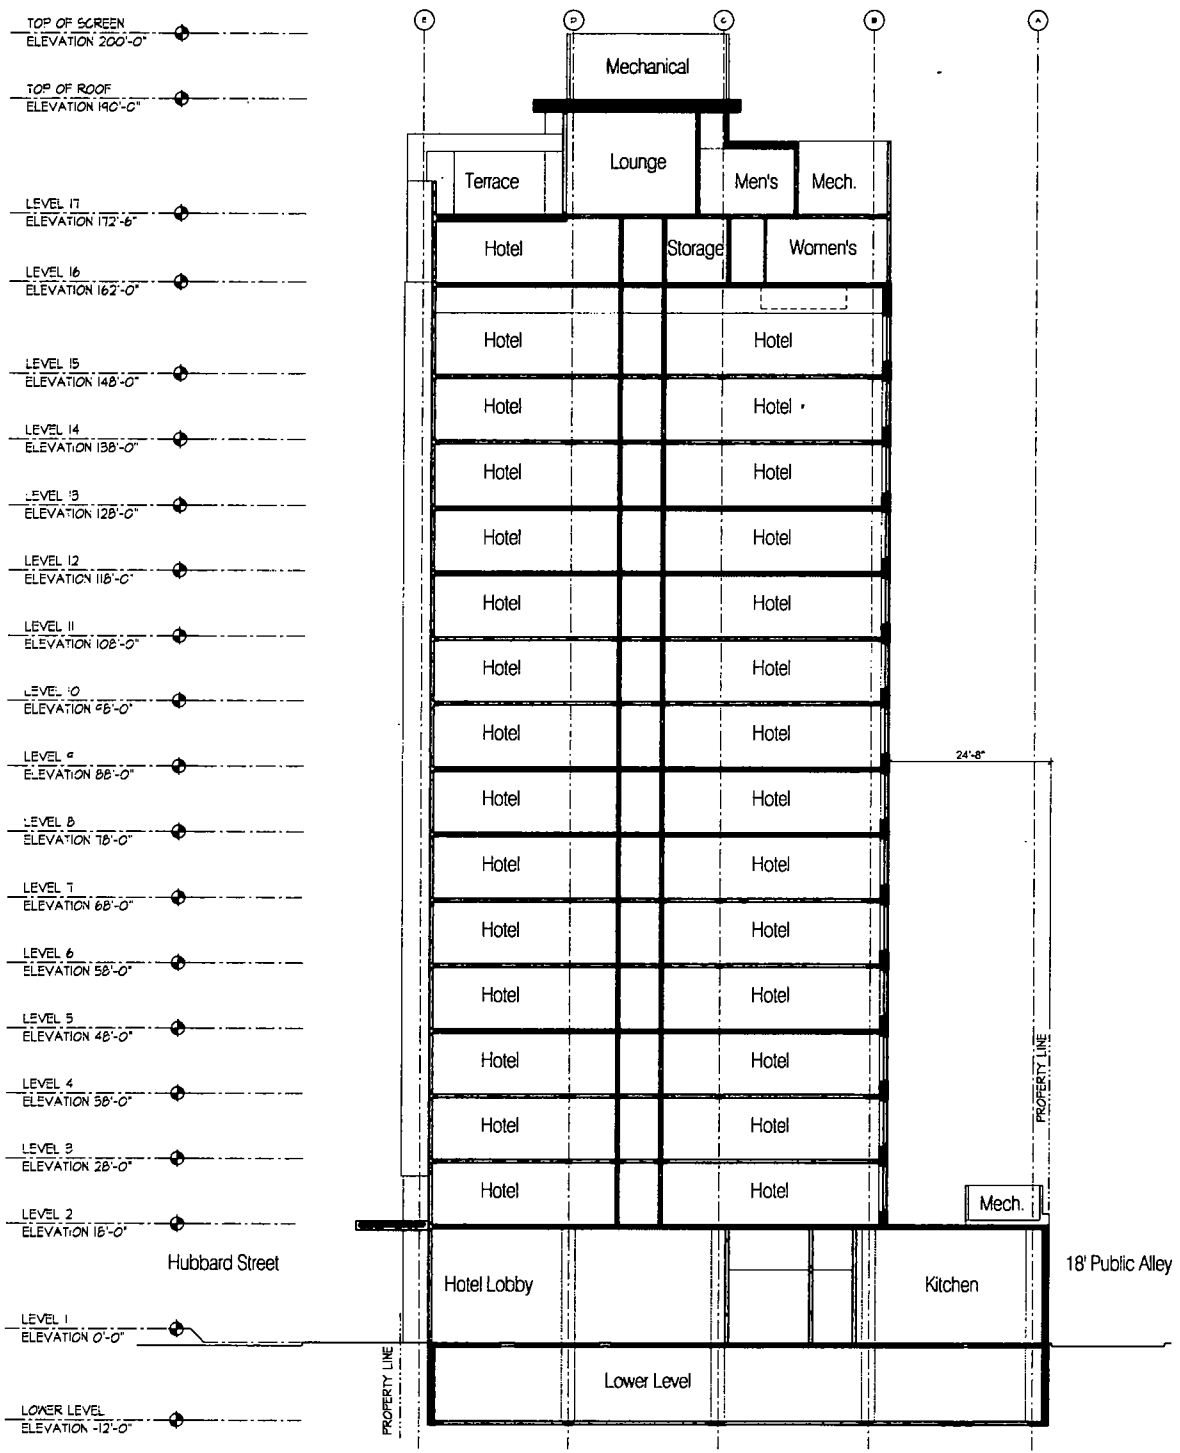 E D C B A
TOP OF SCREEN
ELEVATION 200'-0"
Mechanical
TOP OF ROOF
ELEVATION 190'-0"
Lounge
Terrace
Men's
Mech.
LEVEL 17
ELEVATION 172'-6"
Hotel
Storage
Women's
LEVEL 16
ELEVATION 162'-0"
Hotel Hotel
LEVEL 15
ELEVATION 148'-0"
Hotel Hotel
LEVEL 14
ELEVATION 138'-0"
Hotel Hotel
LEVEL 13
ELEVATION 128'-0"
Hotel Hotel
LEVEL 12
ELEVATION 118'-0"
Hotel Hotel
LEVEL 11
ELEVATION 108'-0"
Hotel Hotel
LEVEL 10
ELEVATION 98'-0"
Hotel Hotel
24'-8"
LEVEL 9
ELEVATION 88'-0"
Hotel Hotel
LEVEL 8
ELEVATION 78'-0"
Hotel Hotel
LEVEL 7
ELEVATION 68'-0"
Hotel Hotel
LEVEL 6
ELEVATION 58'-0"
Hotel Hotel
LEVEL 5
ELEVATION 48'-0"
Hotel Hotel
PROPERTY LINE
LEVEL 4
ELEVATION 38'-0"
Hotel Hotel
LEVEL 3
ELEVATION 28'-0"
Hotel Hotel
Mech.
LEVEL 2
ELEVATION 18'-0"
Hubbard Street
Hotel Lobby
Kitchen
18' Public Alley
LEVEL 1
ELEVATION 0'-0"
PROPERTY LINE
Lower Level
LOWER LEVEL
ELEVATION -12'-0"